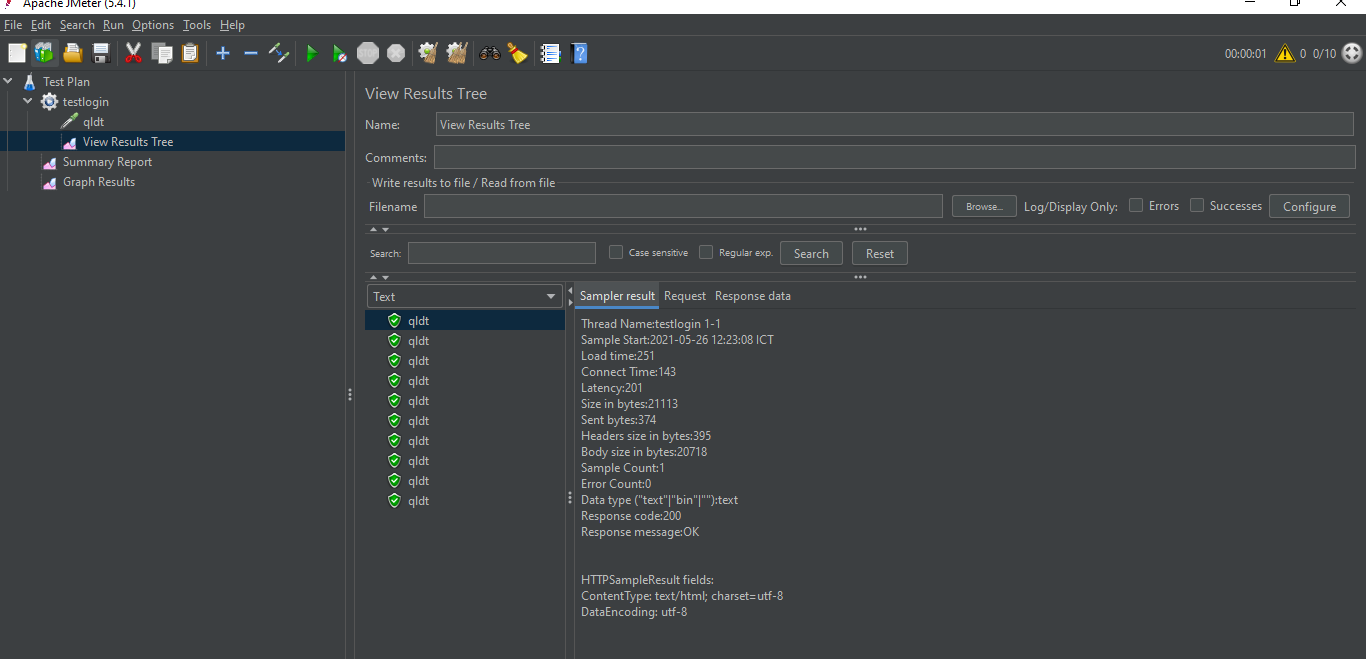 Apache JMeter (5.4.1)
File Edit Search Run Options Tools Help
00:00:01 0 0/10
Test Plan
testlogin
qldt
View Results Tree
Summary Report
Graph Results
View Results Tree
Name: View Results Tree
Comments:
Write results to file / Read from file
Filename Browse... Log/Display Only: Errors Successes Configure
Search: Case sensitive Regular exp. Search Reset
Text
qldt
qldt
qldt
qldt
qldt
qldt
qldt
qldt
qldt
qldt
Sampler result Request Response data
Thread Name:testlogin 1-1
Sample Start:2021-05-26 12:23:08 ICT
Load time:251
Connect Time:143
Latency:201
Size in bytes:21113
Sent bytes:374
Headers size in bytes:395
Body size in bytes:20718
Sample Count:1
Error Count:0
Data type ("text"|"bin"|""):text
Response code:200
Response message:OK
HTTPSampleResult fields:
ContentType: text/html; charset=utf-8
DataEncoding: utf-8